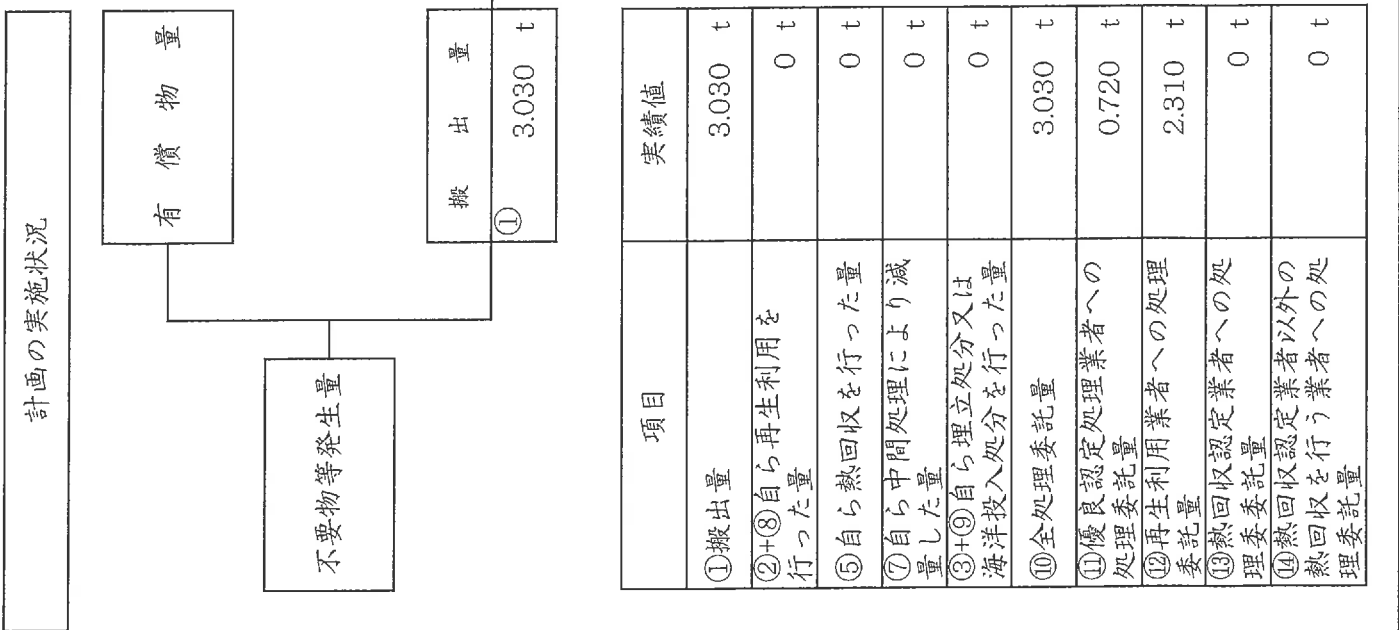 計画の実施状況
有償物量
不要物等発生量
搬出量
①
3.030 t
項目
実績値
①搬出量
3.030 t
②+⑧自ら再生利用を
行った量
0 t
⑤自ら熱回収を行った量
0 t
⑦自ら中間処理により減
量した量
0 t
③+⑨自ら埋立処分又は
海洋投入処分を行った量
0 t
⑩全処理委託量
3.030 t
⑪優良認定処理業者への
処理委託量
0.720 t
⑫再生利用業者への処理
委託量
2.310 t
⑬熱回収認定業者への処
理委委託量
0 t
⑭熱回収認定業者以外の
熱回収を行う業者への処
理委託量
0 t